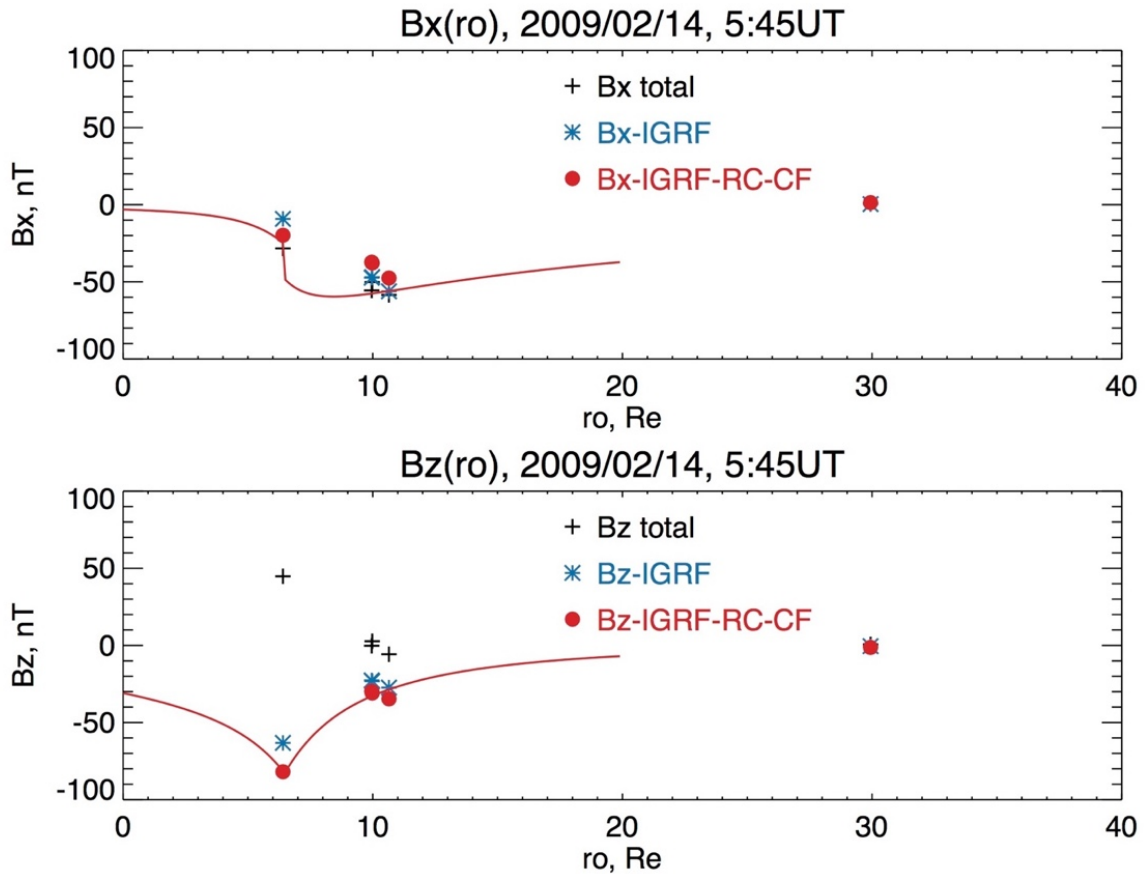 Bx(ro), 2009/02/14, 5:45UT
100
50
0
-50
-100
Bx, nT
+ Bx total
Bx-IGRF
Bx-IGRF-RC-CF
0 10 20 30 40
ro, Re
Bz(ro), 2009/02/14, 5:45UT
100
50
0
-50
-100
Bz, nT
+ Bz total
Bz-IGRF
Bz-IGRF-RC-CF
0 10 20 30 40
ro, Re